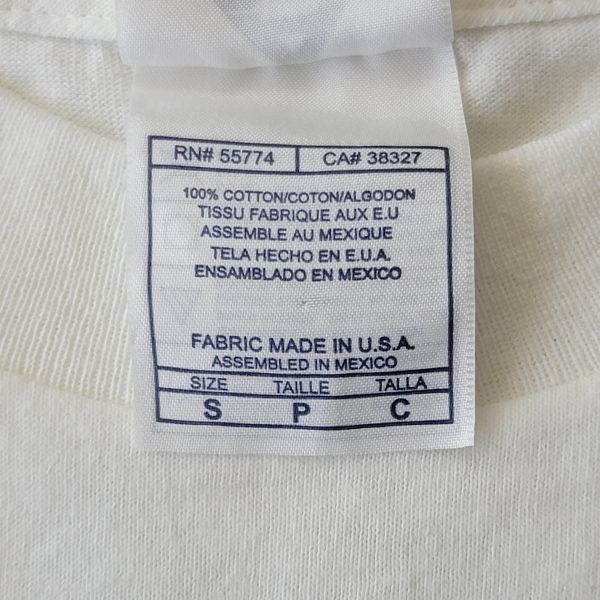 RN# 55774 CA# 38327
100% COTTON/COTON/ALGODON
TISSU FABRIQUE AUX E.U
ASSEMBLE AU MEXIQUE
TELA HECHO EN E.U.A.
ENSAMBLADO EN MEXICO
FABRIC MADE IN U.S.A.
ASSEMBLED IN MEXICO
SIZE TAILLE TALLA
S P C